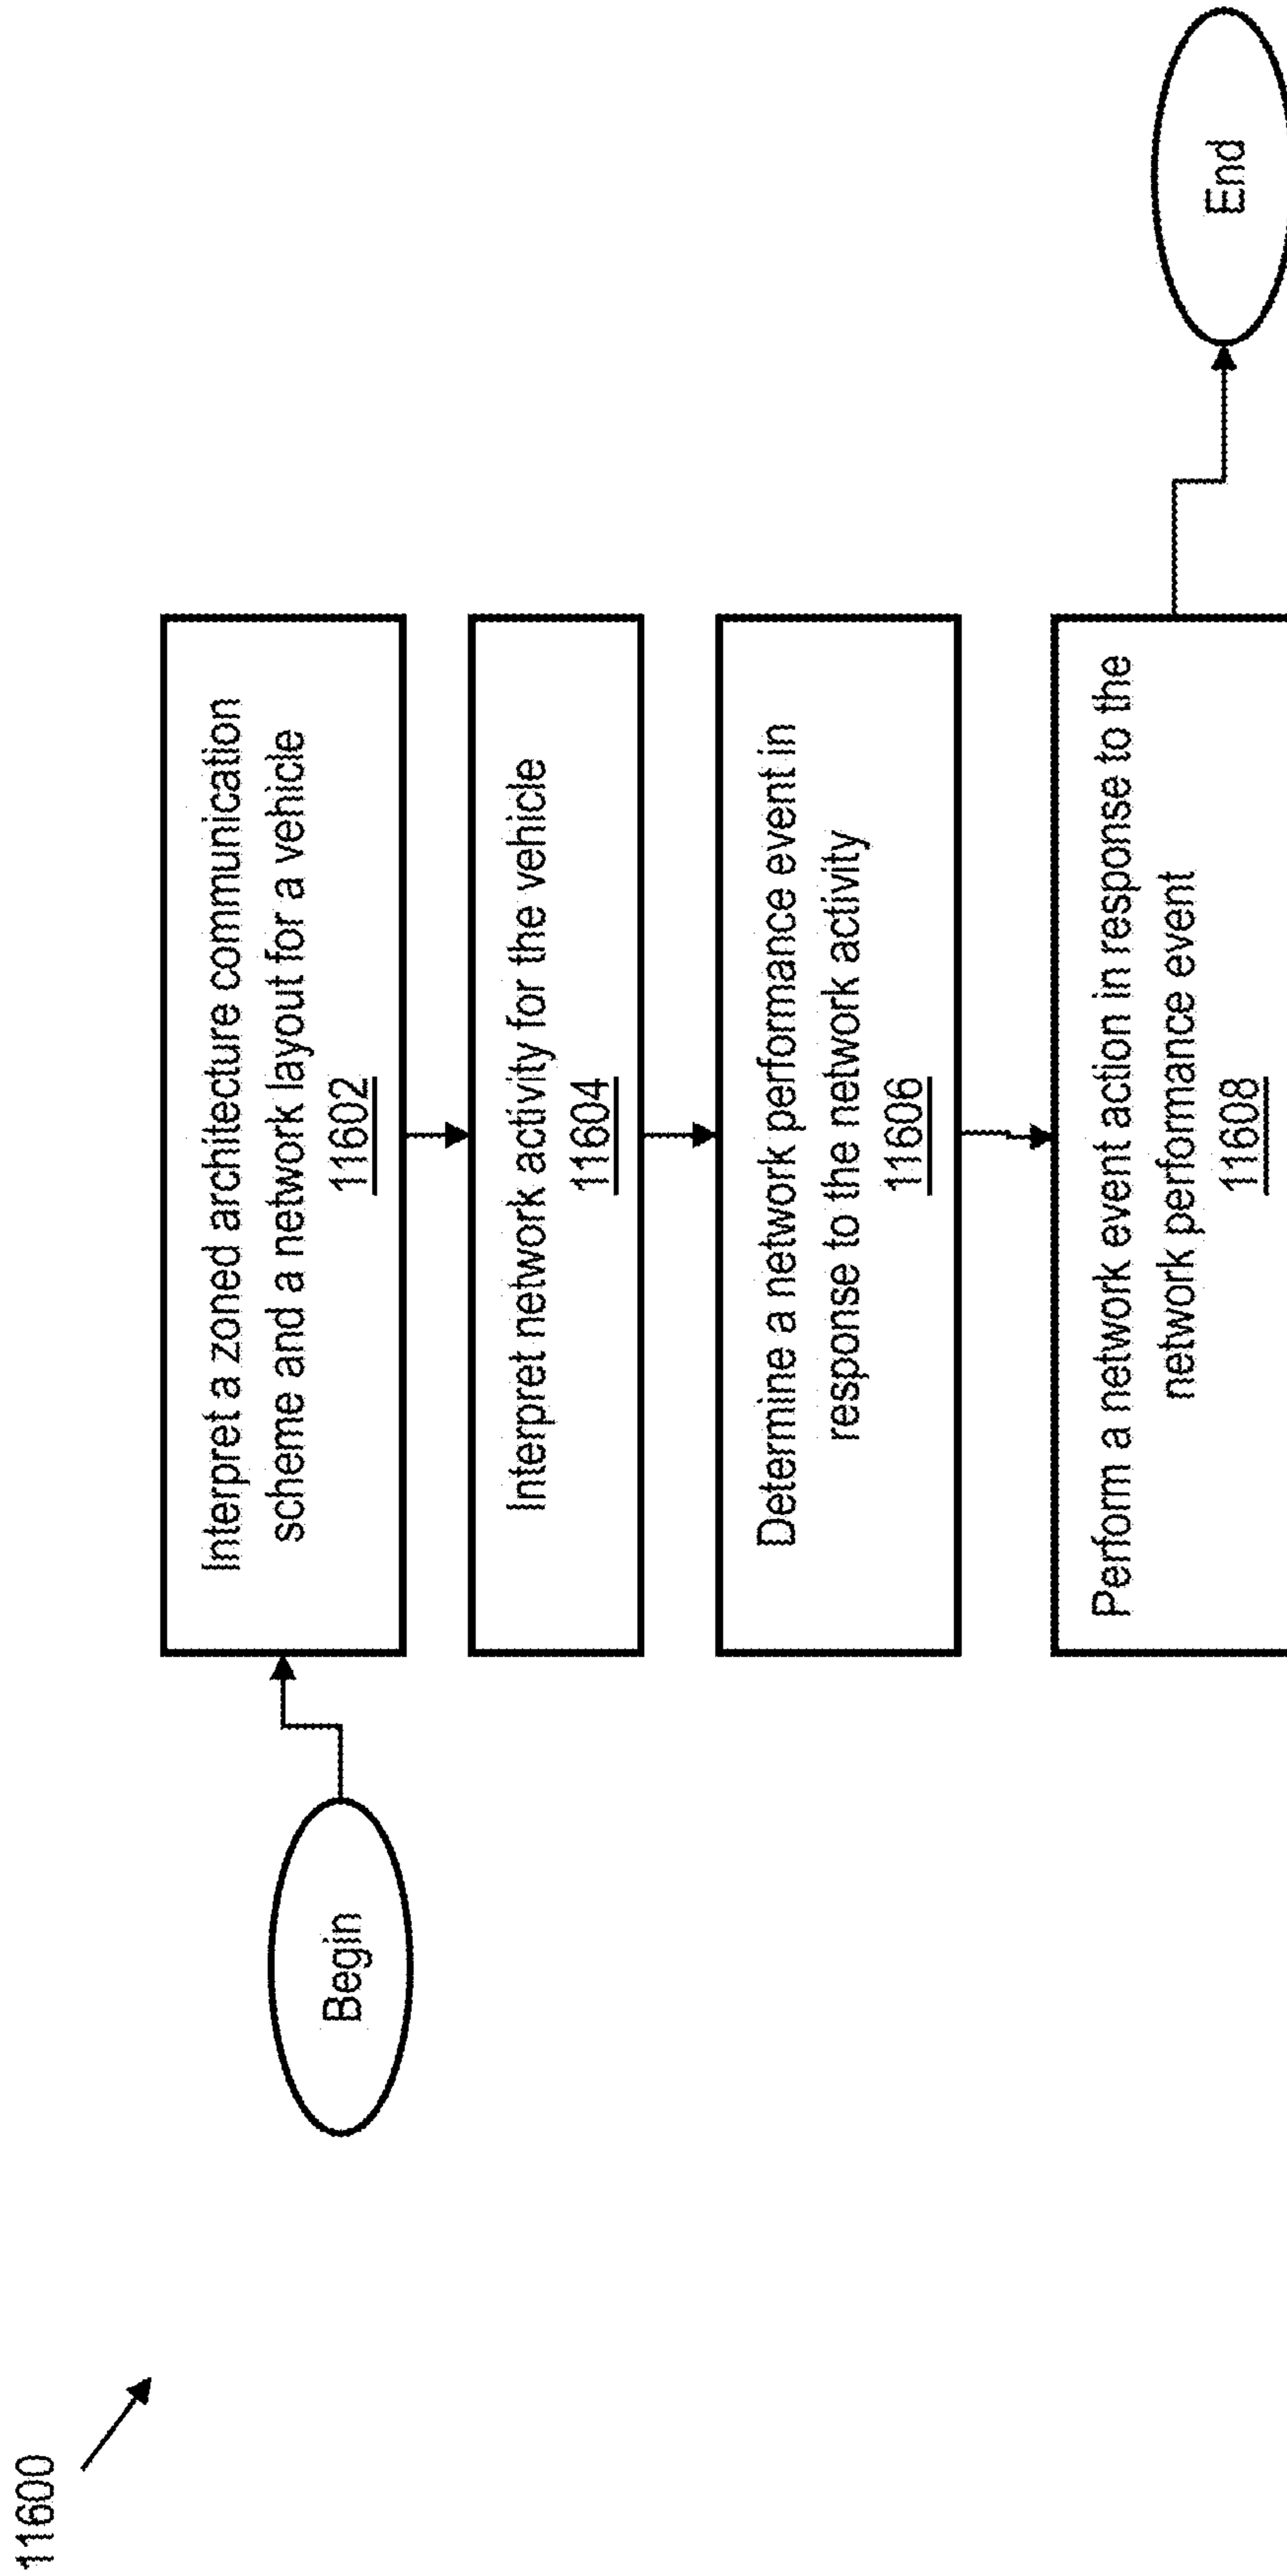 11600
Begin
Interpret a zoned architecture communication
scheme and a network layout for a vehicle
11602
Interpret network activity for the vehicle
11604
Determine a network performance event in
response to the network activity
11606
Perform a network event action in response to the
network performance event
11608
End